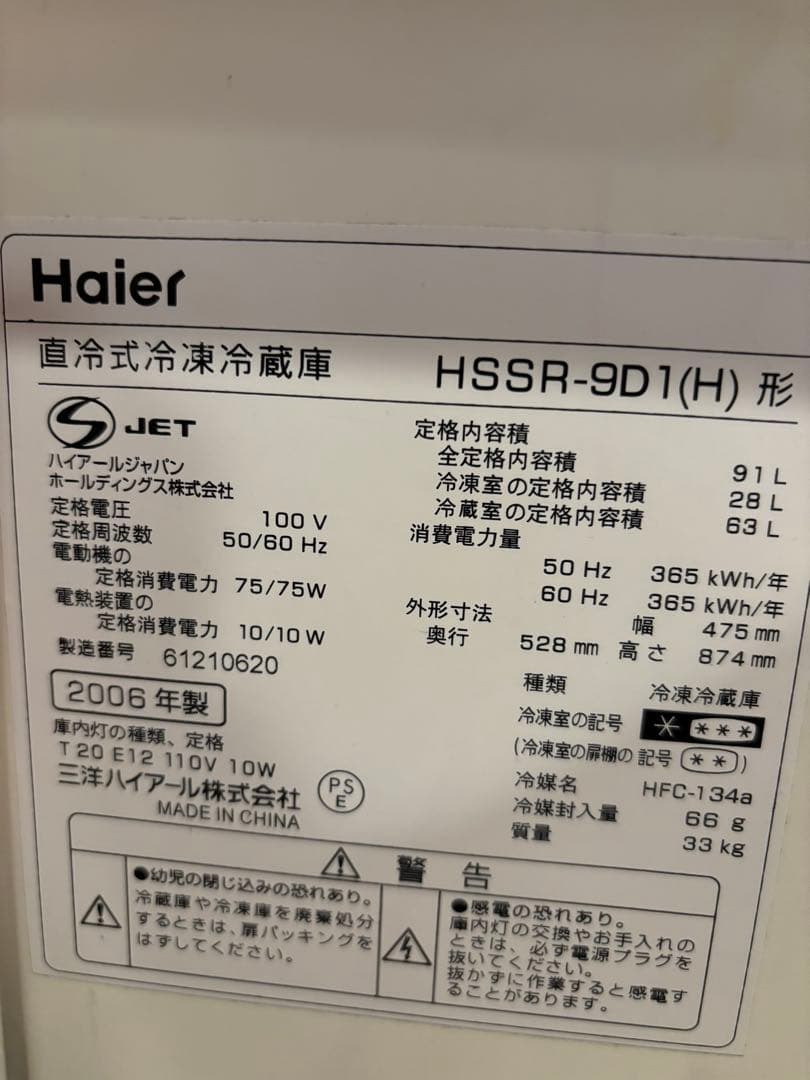 Haier
直冷式冷凍冷蔵庫 HSSR-9D1(H) 形
S JET
ハイアールジャパン
ホールディングス株式会社
定格電圧 100 V
定格周波数 50/60 Hz
電動機の
定格消費電力 75/75W
電熱装置の
定格消費電力 10/10 W
製造番号 61210620
2006 年製
庫内灯の種類、定格
T 20 E12 110V 10W
三洋ハイアール株式会社
MADE IN CHINA
PS
E
定格内容積
全定格内容積 91 L
冷凍室の定格内容積 28 L
冷蔵室の定格内容積 63 L
消費電力量
50 Hz 365 kWh/年
60 Hz 365 kWh/年
外形寸法 幅 475 mm
奥行 528 mm 高さ 874 mm
種類 冷凍冷蔵庫
冷凍室の記号 * ***
(冷凍室の扉棚の記号 **)
冷媒名 HFC-134a
冷媒封入量 66 g
質量 33 kg
⚠ 警告
●幼児の閉じ込みの恐れあり。
冷蔵庫や冷凍庫を廃棄処分
するときは、扉パッキングを
はずしてください。
●感電の恐れあり。
庫内灯の交換やお手入れの
ときは、必ず電源プラグを
抜いてください。
抜かずに作業すると感電す
ることがあります。